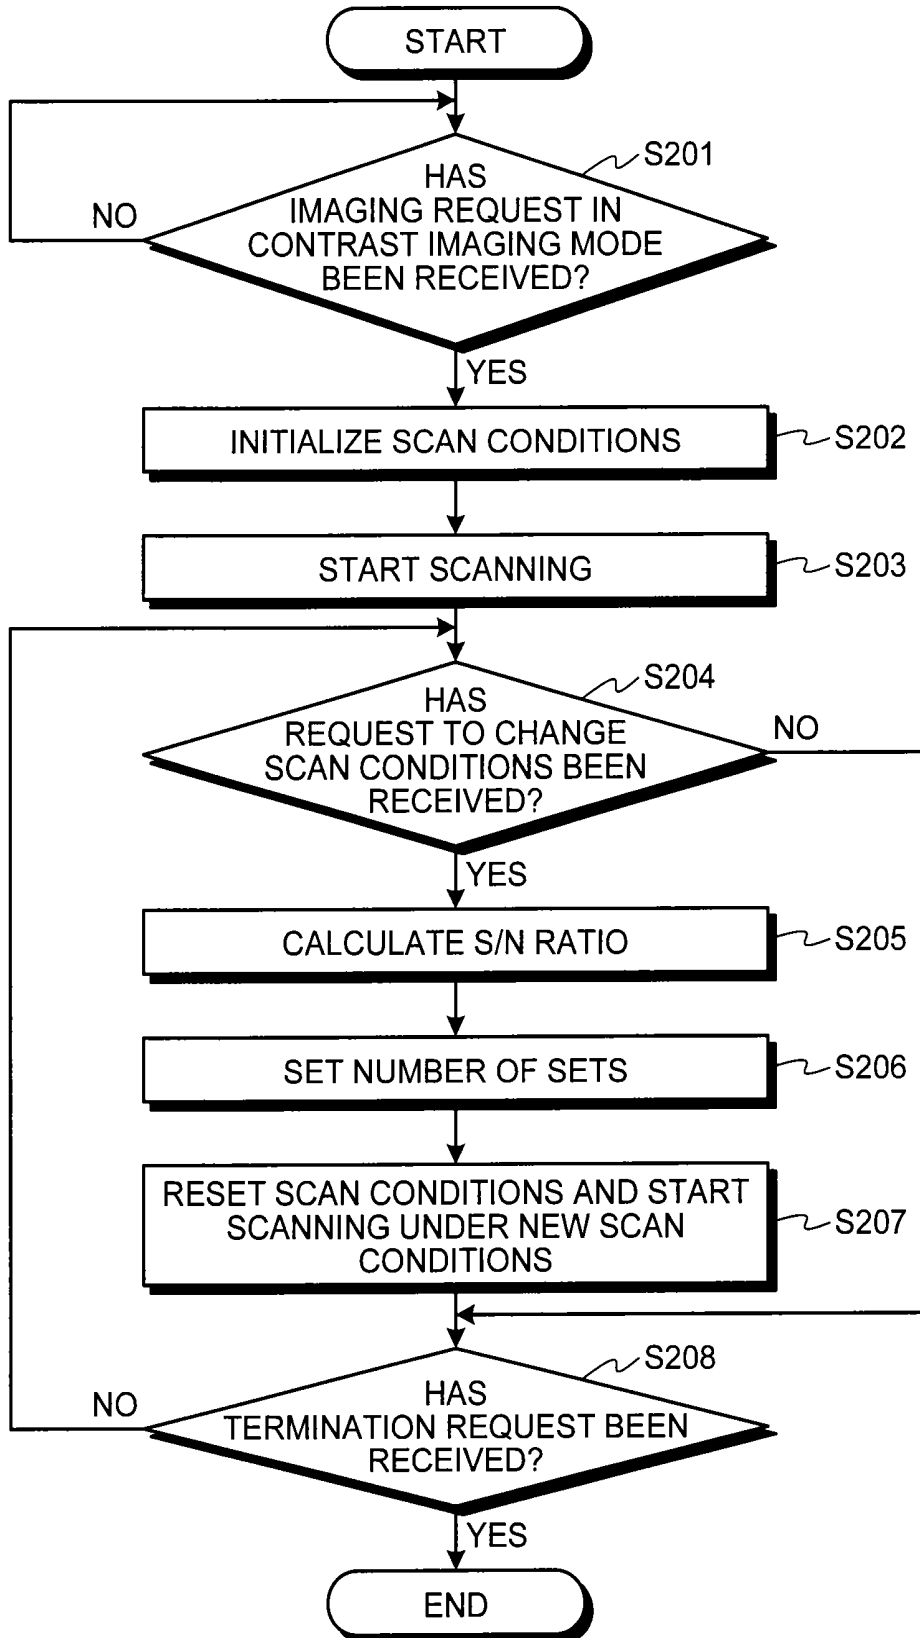 START
S201
HAS
IMAGING REQUEST IN
CONTRAST IMAGING MODE
BEEN RECEIVED?
NO
YES
INITIALIZE SCAN CONDITIONS
S202
START SCANNING
S203
S204
HAS
REQUEST TO CHANGE
SCAN CONDITIONS BEEN
RECEIVED?
NO
YES
CALCULATE S/N RATIO
S205
SET NUMBER OF SETS
S206
RESET SCAN CONDITIONS AND START
SCANNING UNDER NEW SCAN
CONDITIONS
S207
S208
HAS
TERMINATION REQUEST BEEN
RECEIVED?
NO
YES
END